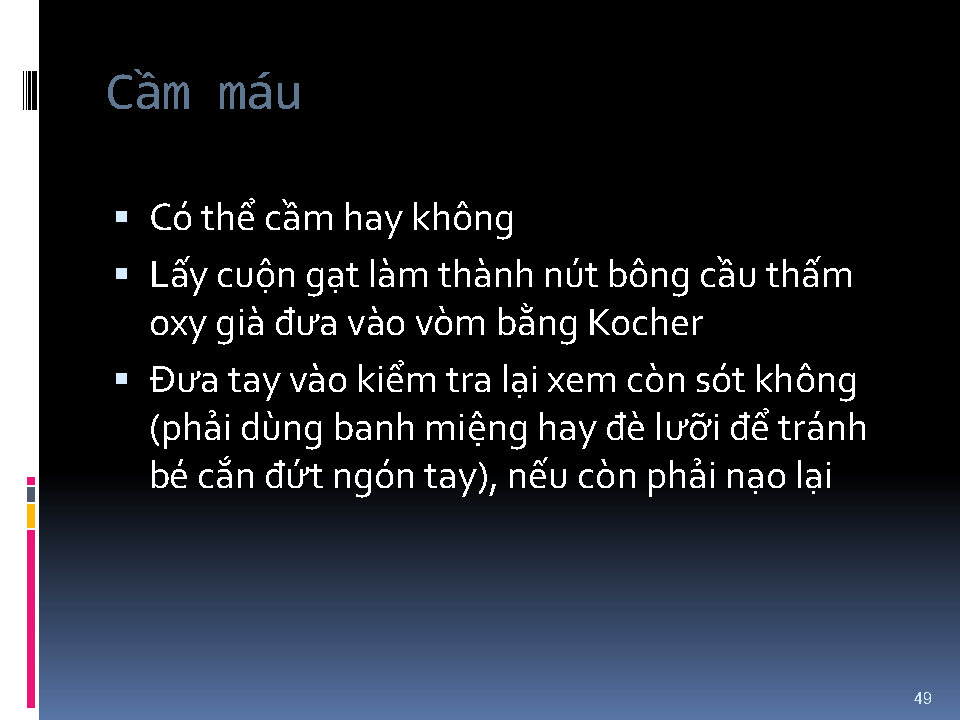 Cầm máu
Có thể cầm hay không
Lấy cuộn gạt làm thành nút bông cầu thấm
oxy già đưa vào vòm bằng Kocher
Đưa tay vào kiểm tra lại xem còn sót không
(phải dùng banh miệng hay đè lưỡi để tránh
bé cắn đứt ngón tay), nếu còn phải nạo lại
49